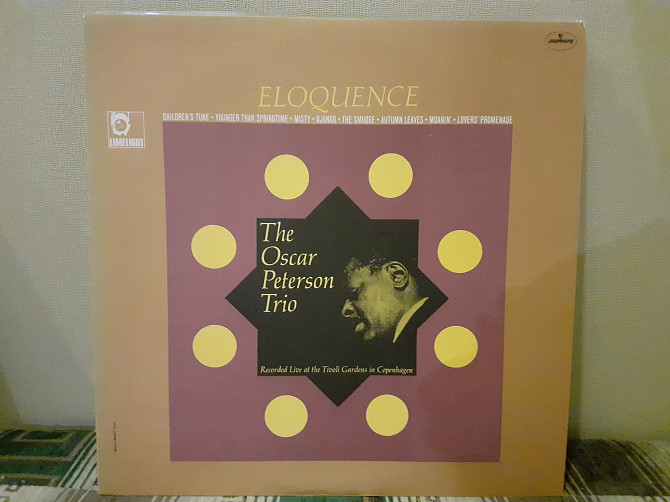 Mercury
ELOQUENCE
CHILDREN'S TUNE • YOUNGER THAN SPRINGTIME • MISTY • DJANGO • THE SMUDGE • AUTUMN LEAVES • MOANIN' • LOVERS' PROMENADE
LIMELIGHT
The
Oscar
Peterson
Trio
Recorded Live at the Tivoli Gardens in Copenhagen